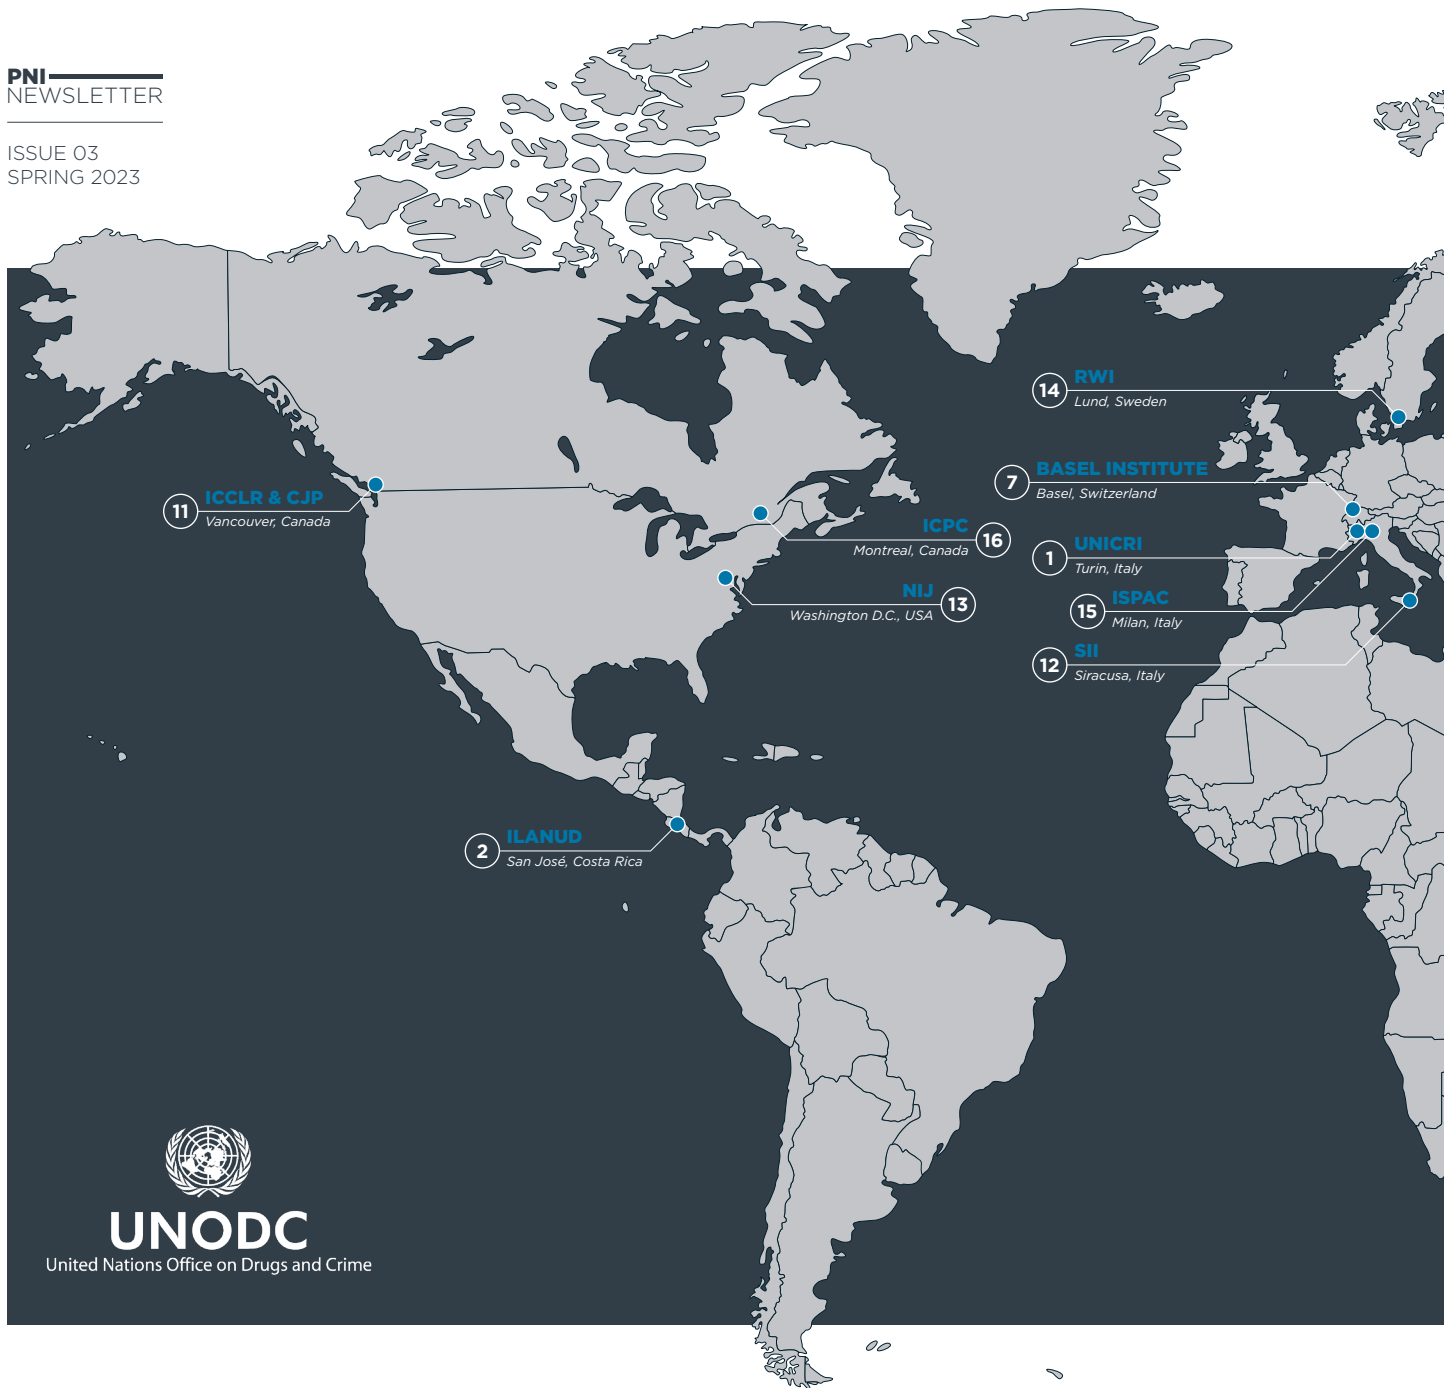 PNI
NEWSLETTER
ISSUE 03
SPRING 2023
14
RWI
Lund, Sweden
7
BASEL INSTITUTE
Basel, Switzerland
11
ICCLR & CJP
Vancouver, Canada
ICPC
Montreal, Canada
16
1
UNICRI
Turin, Italy
NIJ
Washington D.C., USA
13
15
ISPAC
Milan, Italy
12
SII
Siracusa, Italy
2
ILANUD
San José, Costa Rica
UNODC
United Nations Office on Drugs and Crime